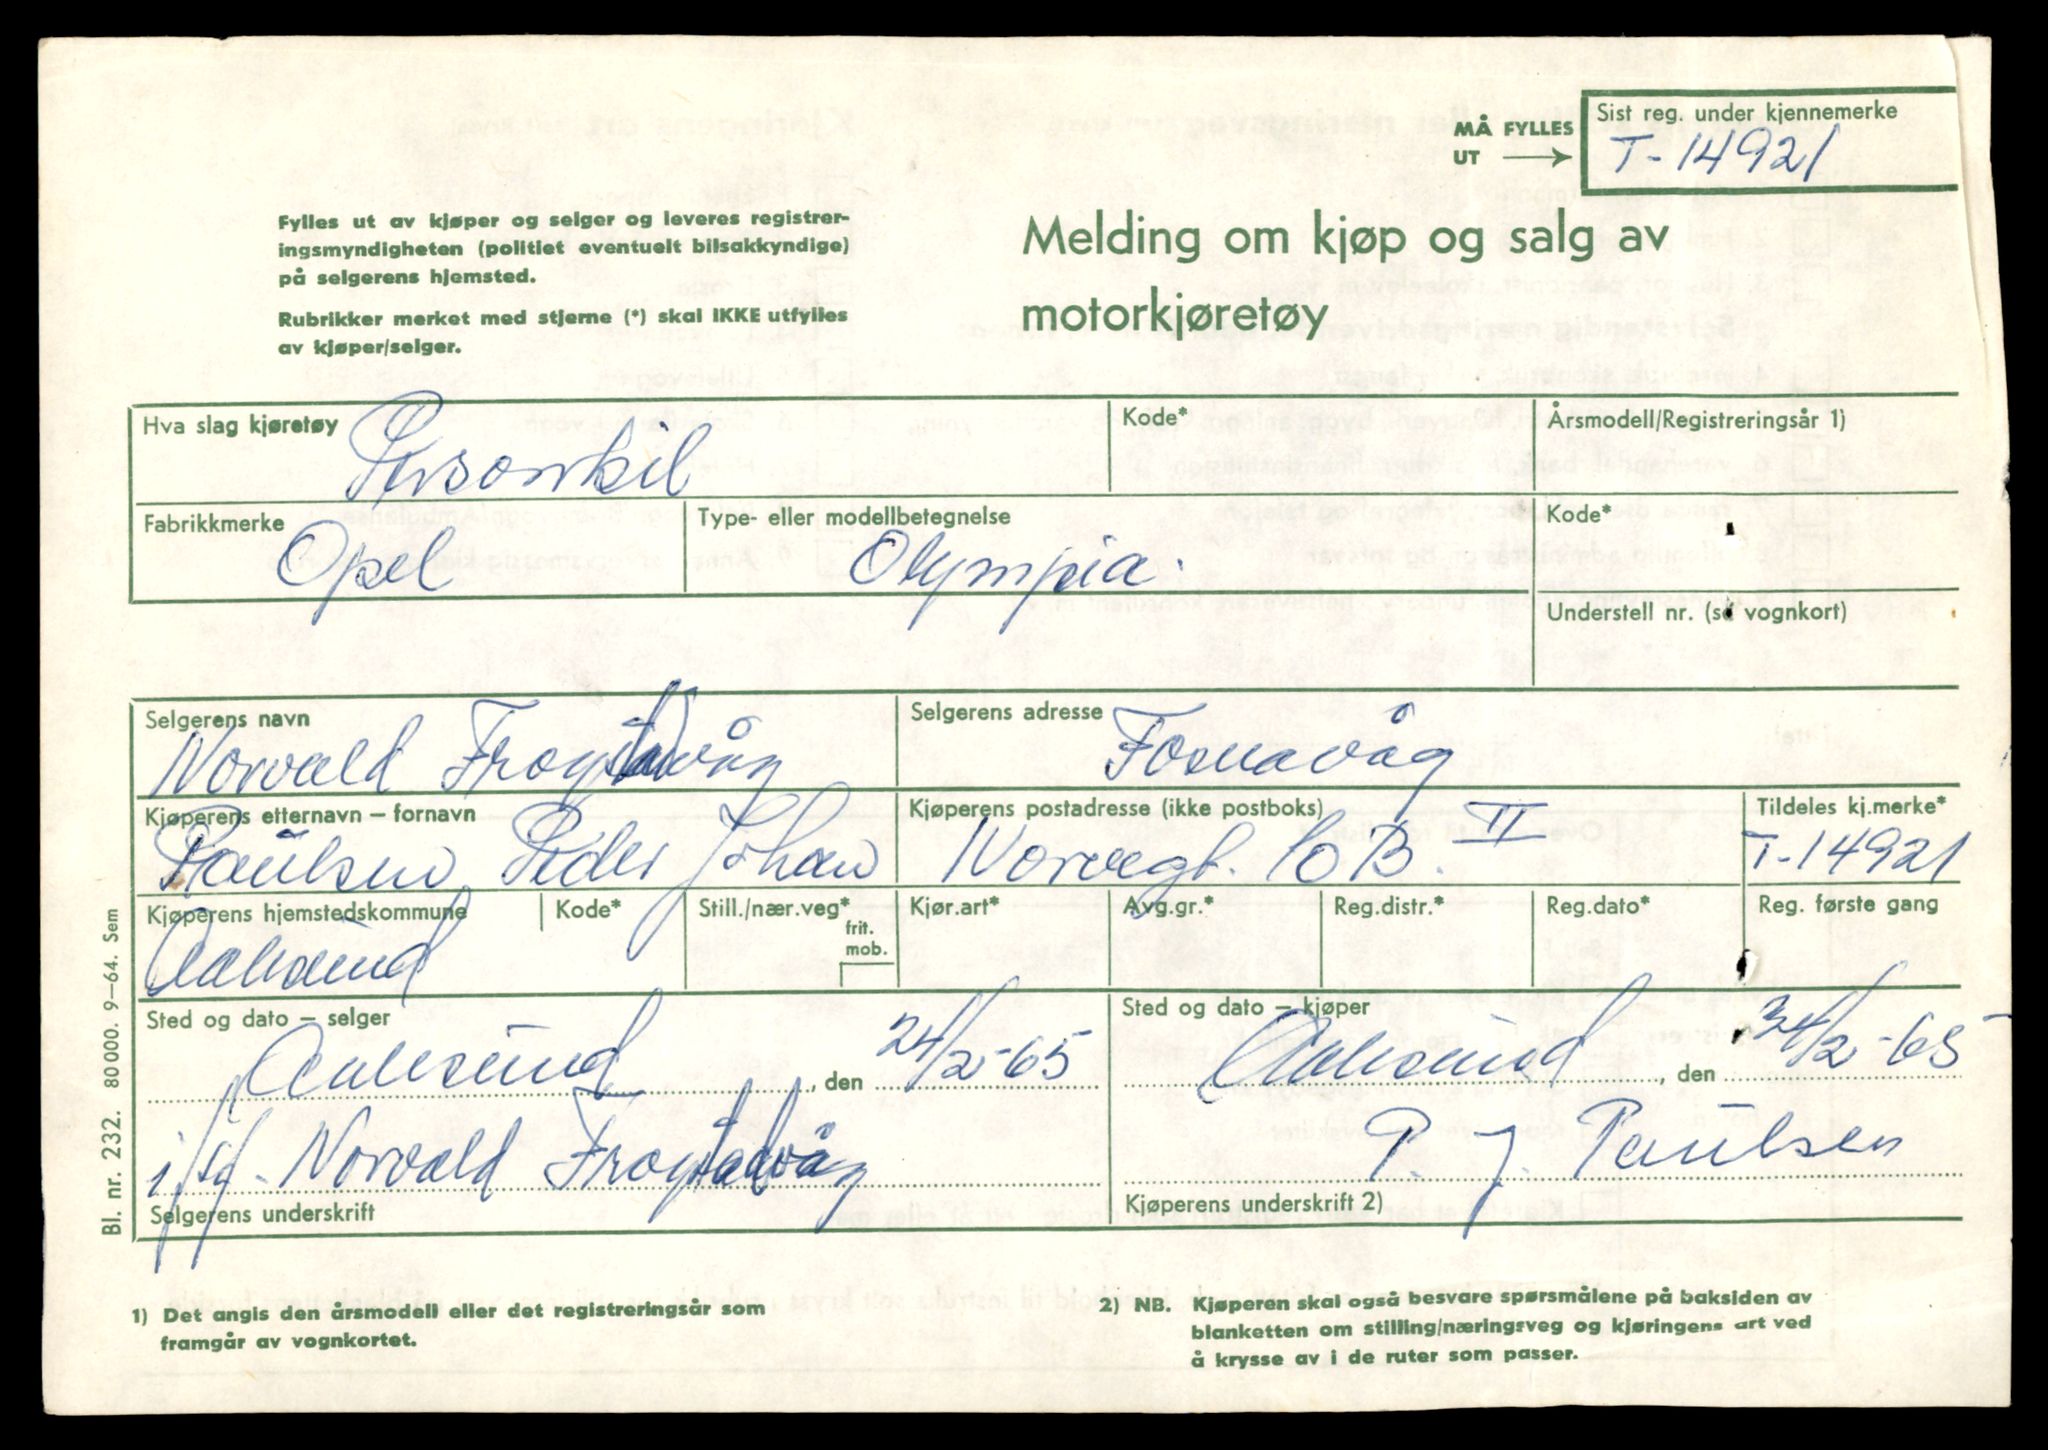 MÅ FYLLES
UT
Sist reg. under kjennemerke
T-14921
Fylles ut av kjøper og selger og leveres registrer-
ingsmyndigheten (politiet eventuelt bilsakkyndige)
på selgerens hjemsted.
Rubrikker merket med stjerne (*) skal IKKE utfylles
av kjøper/selger.
Melding om kjøp og salg av
motorkjøretøy
Hva slag kjøretøy Personbil
Kode*
Årsmodell/Registreringsår 1)
Fabrikkmerke
Opel
Type- eller modellbetegnelse
Olympia.
Kode*
Understell nr. (se vognkort)
Selgerens navn
Norvald
Selgerens adresse
Fosnavåg
Kjøperens etternavn – fornavn
Paulsen Peder Johan
Kjøperens postadresse (ikke postboks)
Norvegt. 10 B. II
Tildeles kj.merke*
T-14921
Kjøperens hjemstedskommune
Aalesund
Kode*
Still./nær.veg*
frit.
mob.
Kjør.art*
Avg.gr.*
Reg.distr.*
Reg.dato*
Reg. første gang
Sted og dato – selger
Aalesund, den 24/2-65
Norvald
Selgerens underskrift
Sted og dato – kjøper
Aalesund, den 24/2-65
P. J. Paulsen
Kjøperens underskrift 2)
Bl. nr. 232. 80 000. 9–64. Sem
1) Det angis den årsmodell eller det registreringsår som
framgår av vognkortet.
2) NB. Kjøperen skal også besvare spørsmålene på baksiden av
blanketten om stilling/næringsveg og kjøringens art ved
å krysse av i de ruter som passer.